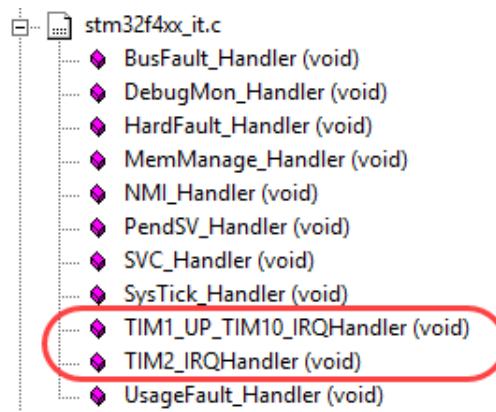 stm32f4xx_it.c
BusFault_Handler (void)
DebugMon_Handler (void)
HardFault_Handler (void)
MemManage_Handler (void)
NMI_Handler (void)
PendSV_Handler (void)
SVC_Handler (void)
SysTick_Handler (void)
TIM1_UP_TIM10_IRQHandler (void)
TIM2_IRQHandler (void)
UsageFault_Handler (void)